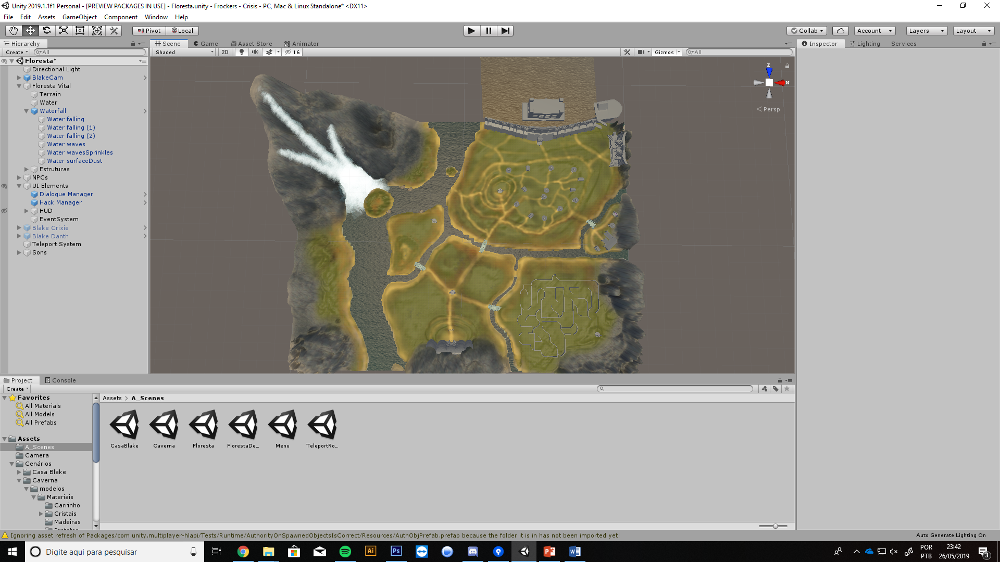 Unity 2019.1.1f1 Personal - [PREVIEW PACKAGES IN USE] - Floresta.unity - Frockers - Crisis - PC, Mac & Linux Standalone* <DX11>
File Edit Assets GameObject Component Window Help
Pivot Local Collab Account Layers Layout
Hierarchy
Create All
Floresta*
Directional Light
BlakeCam
Floresta Vital
Terrain
Water
Waterfall
Water falling
Water falling (1)
Water falling (2)
Water waves
Water wavesSprinkles
Water surfaceDust
Estruturas
NPCs
UI Elements
Dialogue Manager
Hack Manager
HUD
EventSystem
Blake Crixie
Blake Danth
Teleport System
Sons
Scene Game Asset Store Animator
Shaded 2D 16 Gizmos All
z
x
Persp
Inspector Lighting Services
Project Console
Create
Favorites
All Materials
All Models
All Prefabs
Assets
A_Scenes
Camera
Cenários
Casa Blake
Caverna
modelos
Materiais
Carrinho
Cristais
Madeiras
Assets > A_Scenes
CasaBlake Caverna Floresta FlorestaDe... Menu TeleportRo...
Ignoring asset refresh of Packages/com.unity.multiplayer-hlapi/Tests/Runtime/AuthorityOnSpawnedObjectsIsCorrect/Resources/AuthObjPrefab.prefab because the folder it is in has not been imported yet!
Auto Generate Lighting On
Digite aqui para pesquisar
Ai
Ps
POR
PTB
23:42
26/05/2019
3